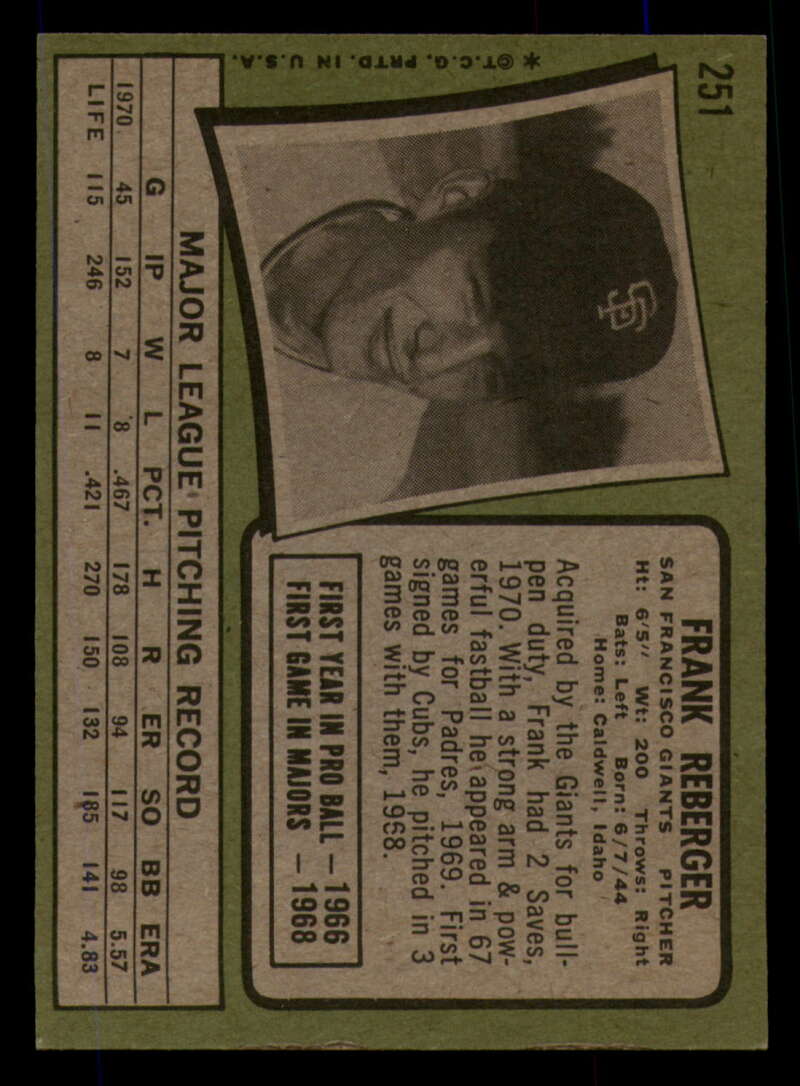 251
FRANK REBERGER
SAN FRANCISCO GIANTS PITCHER
Ht: 6'5" Wt: 200 Throws: Right
Bats: Left Born: 6/7/44
Home: Caldwell, Idaho
Acquired by the Giants for bull-
pen duty, Frank had 2 Saves,
1970. With a strong arm & pow-
erful fastball he appeared in 67
games for Padres, 1969. First
signed by Cubs, he pitched in 3
games with them, 1968.
FIRST YEAR IN PRO BALL — 1966
FIRST GAME IN MAJORS — 1968
SF
* ©T.C.G. PRTD. IN U.S.A.
MAJOR LEAGUE PITCHING RECORD
G IP W L PCT. H R ER SO BB ERA
1970 45 152 7 8 .467 178 108 94 117 98 5.57
LIFE 115 246 8 11 .421 270 150 132 185 141 4.83